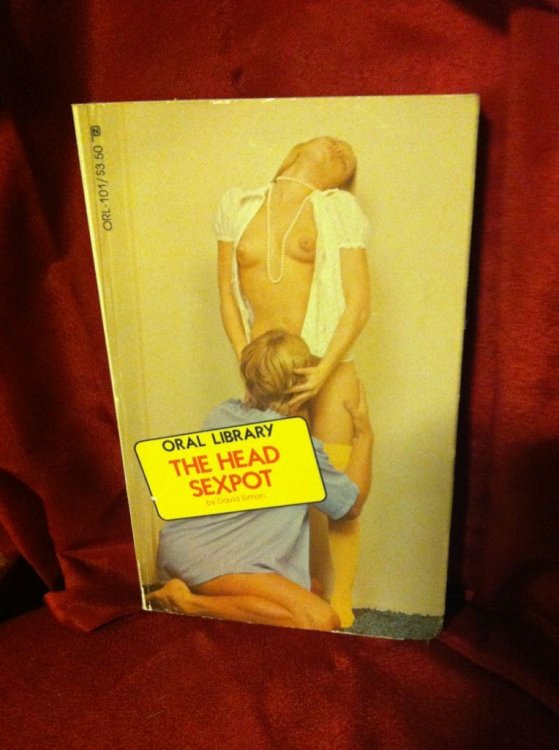 ORL-101/$3.50
ORAL LIBRARY
THE HEAD
SEXPOT
by David Simon